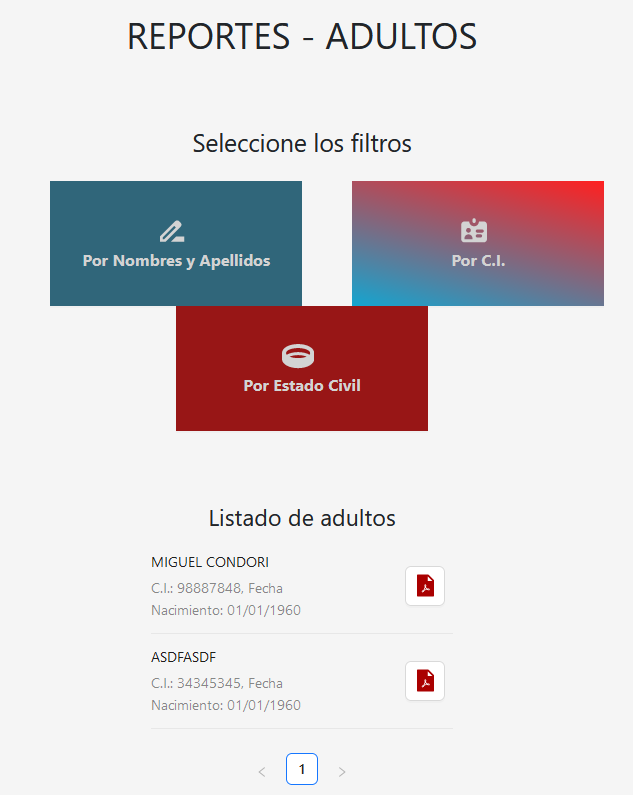 REPORTES - ADULTOS
Seleccione los filtros
Por Nombres y Apellidos
Por C.I.
Por Estado Civil
Listado de adultos
MIGUEL CONDORI
C.I.: 98887848, Fecha
Nacimiento: 01/01/1960
ASDFASDF
C.I.: 34345345, Fecha
Nacimiento: 01/01/1960
1